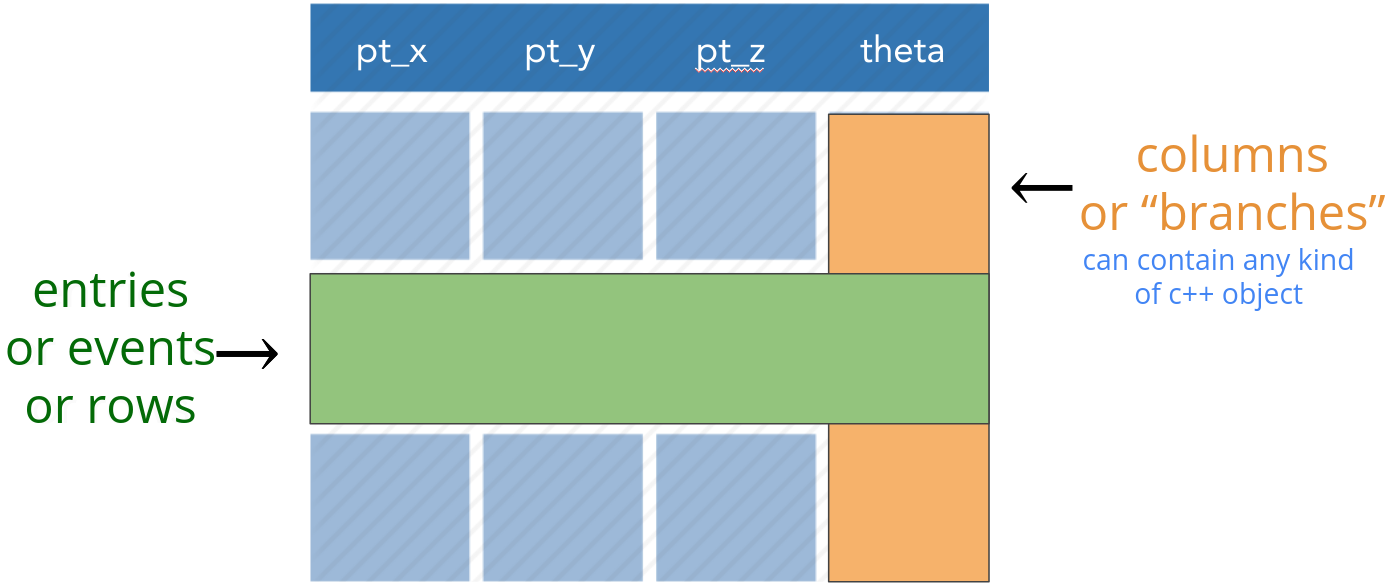 pt_x pt_y pt_z theta
columns
or “branches”
can contain any kind
of c++ object
entries
or events
or rows